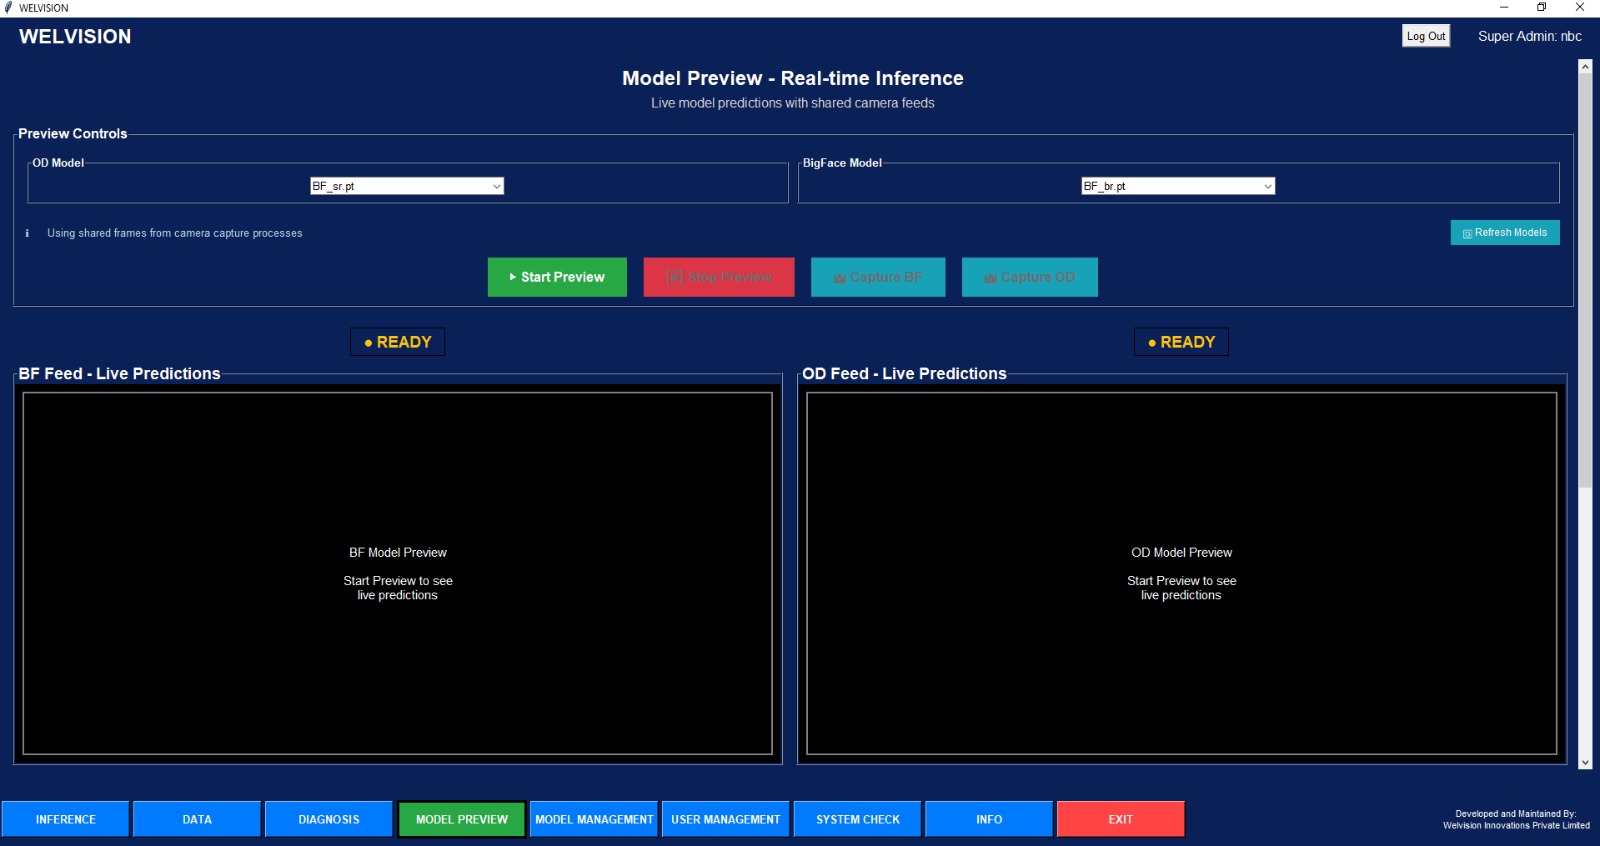 WELVISION
WELVISION
Log Out
Super Admin: nbc
Model Preview - Real-time Inference
Live model predictions with shared camera feeds
Preview Controls
OD Model
BigFace Model
BF_sr.pt
BF_br.pt
Using shared frames from camera capture processes
Refresh Models
Start Preview
Stop Preview
Capture BF
Capture OD
● READY
● READY
BF Feed - Live Predictions
OD Feed - Live Predictions
BF Model Preview
Start Preview to see
live predictions
OD Model Preview
Start Preview to see
live predictions
INFERENCE
DATA
DIAGNOSIS
MODEL PREVIEW
MODEL MANAGEMENT
USER MANAGEMENT
SYSTEM CHECK
INFO
EXIT
Developed and Maintained By:
Welvision Innovations Private Limited